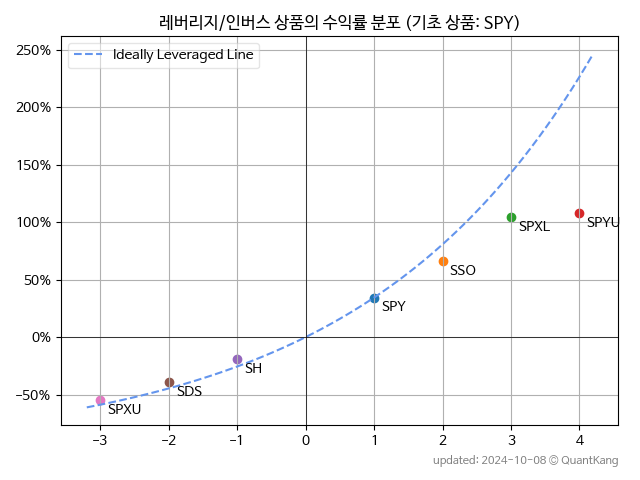 레버리지/인버스 상품의 수익률 분포 (기초 상품: SPY)
250%
Ideally Leveraged Line
200%
150%
100%
SPXL
SPYU
50%
SSO
SPY
0%
SH
SDS
−50%
SPXU
−3 −2 −1 0 1 2 3 4
updated: 2024-10-08 © QuantKang